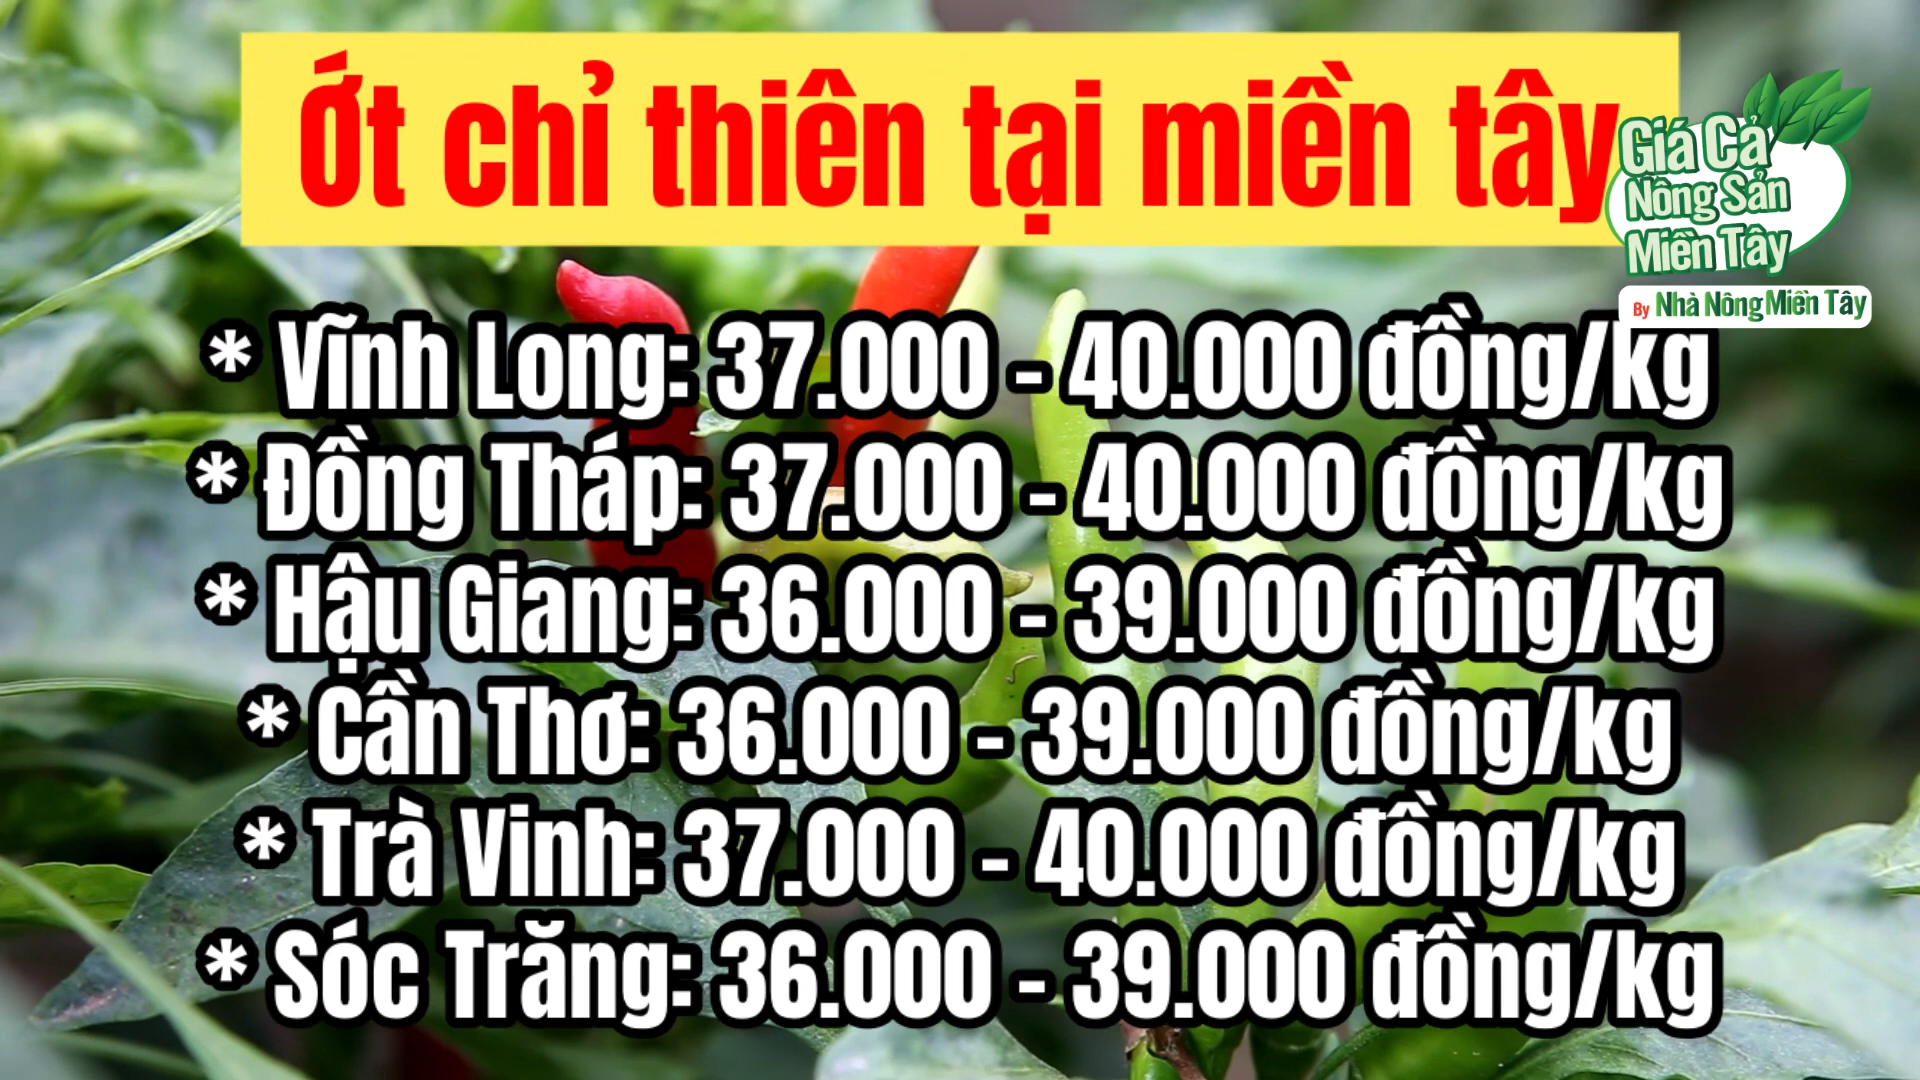 Ớt chỉ thiên tại miền tây
Giá Cả
Nông Sản
Miền Tây
By Nhà Nông Miền Tây
* Vĩnh Long: 37.000 - 40.000 đồng/kg
* Đồng Tháp: 37.000 - 40.000 đồng/kg
* Hậu Giang: 36.000 - 39.000 đồng/kg
* Cần Thơ: 36.000 - 39.000 đồng/kg
* Trà Vinh: 37.000 - 40.000 đồng/kg
* Sóc Trăng: 36.000 - 39.000 đồng/kg